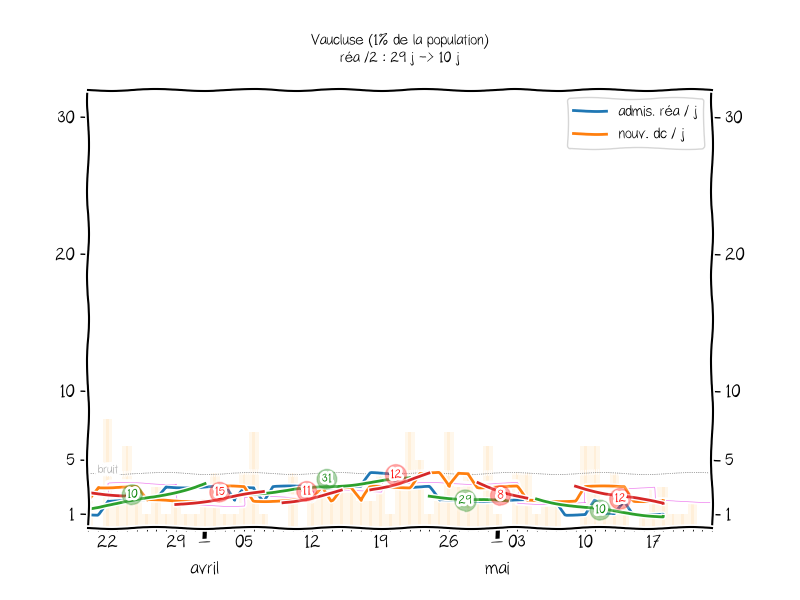 Vaucluse (1% de la population)
réa /2 : 29 j -> 10 j
admis. réa / j
nouv. dc / j
30 30
20 20
10 10
5 5
1 1
bruit
10 15 11 31 12 29 8 10 12
22 29 05 12 19 26 03 10 17
avril mai